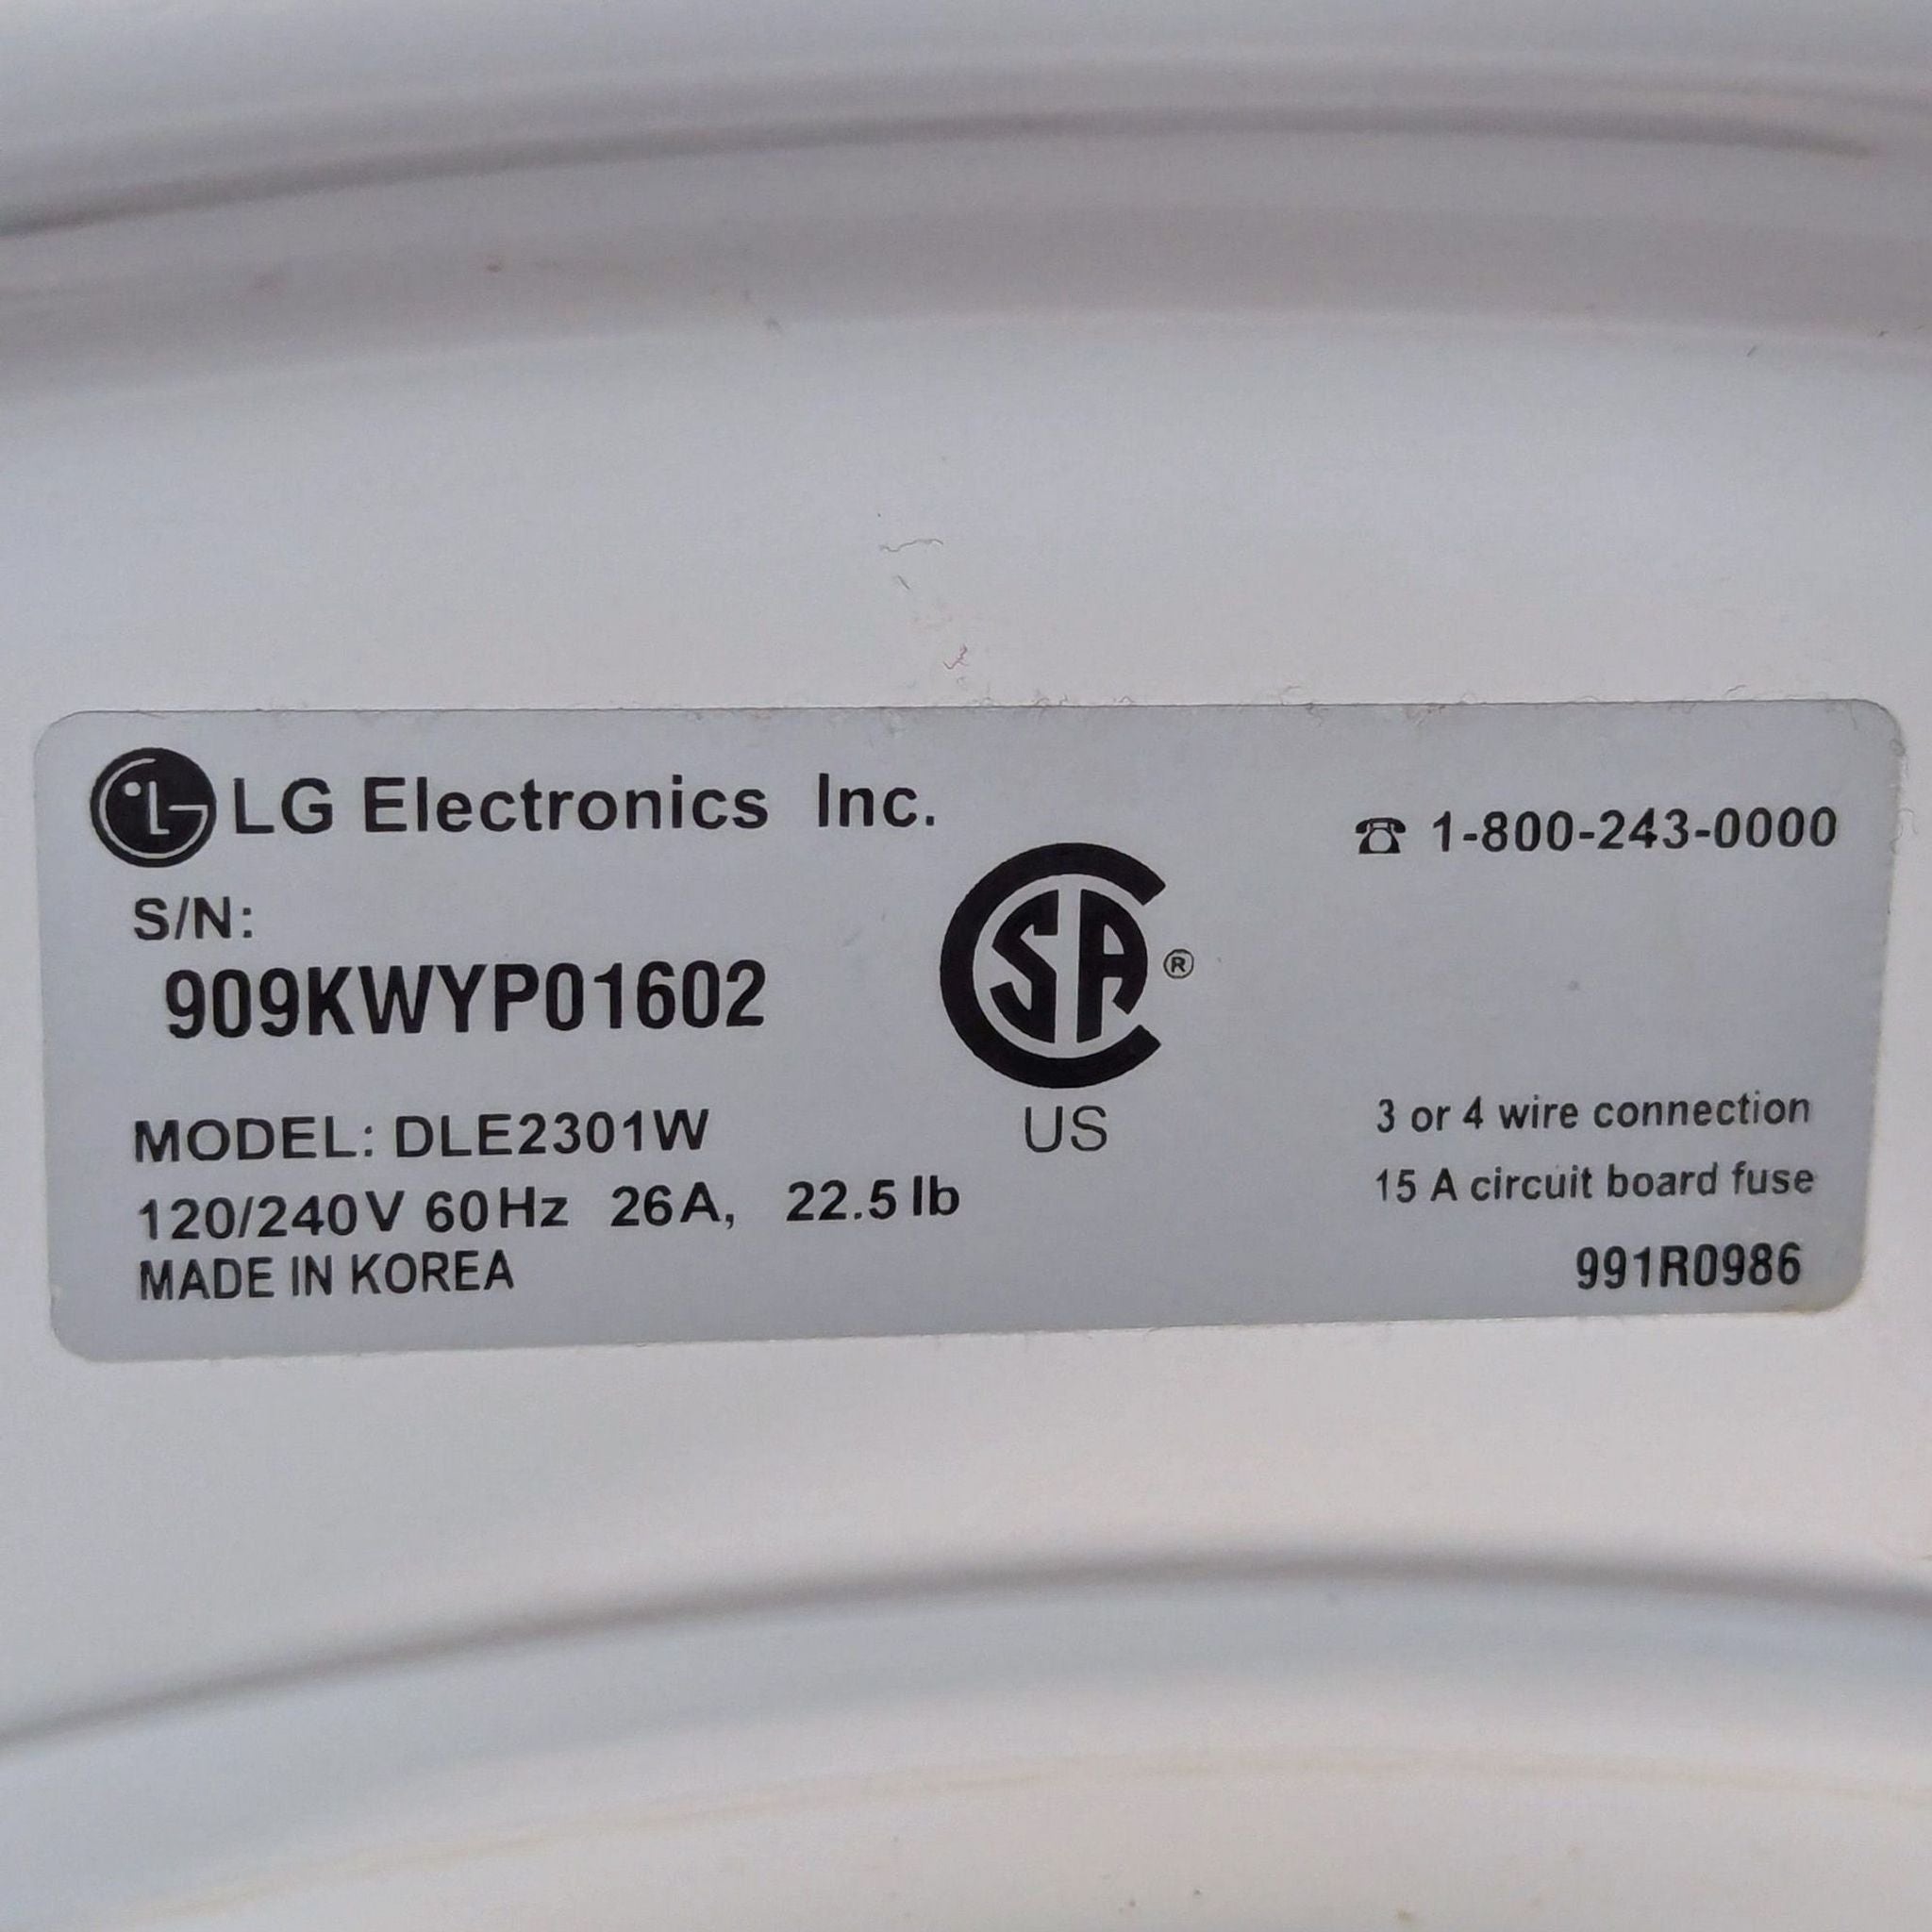 LG Electronics Inc.
☎ 1-800-243-0000
S/N:
909KWYP01602
CSA ®
US
MODEL: DLE2301W
120/240V 60Hz 26A, 22.5 lb
MADE IN KOREA
3 or 4 wire connection
15 A circuit board fuse
991R0986